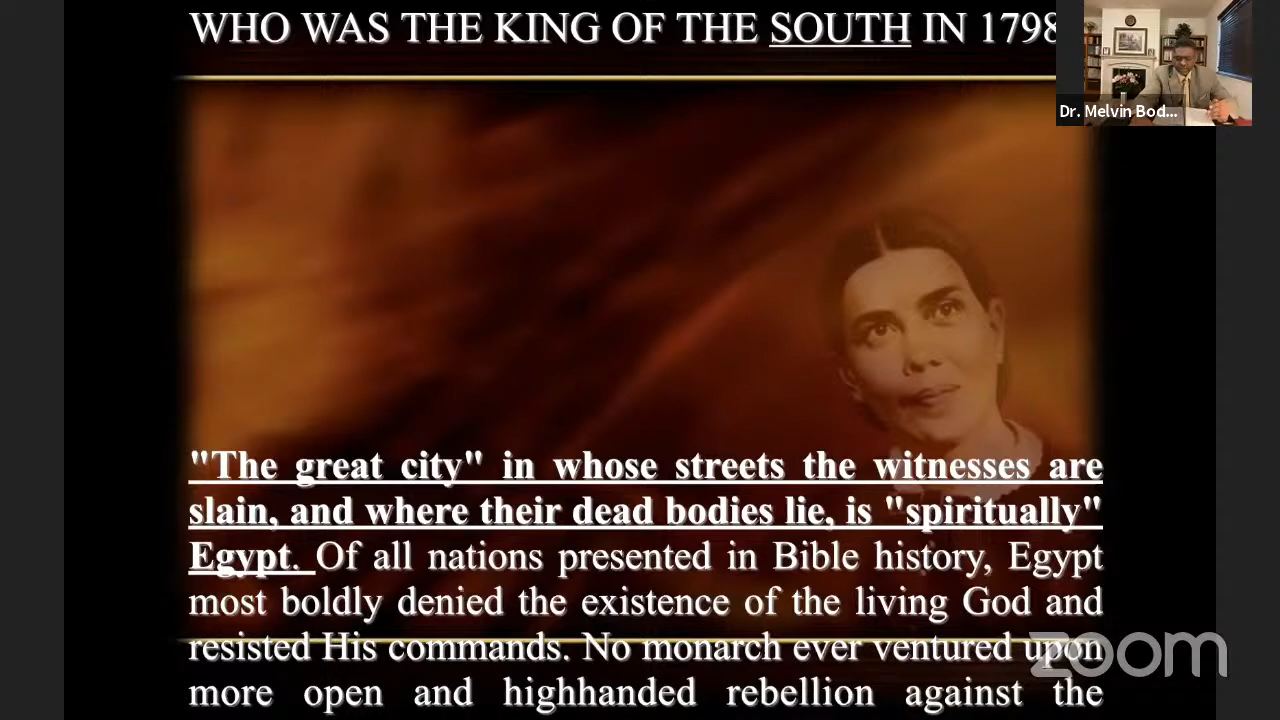 WHO WAS THE KING OF THE SOUTH IN 1798
Dr. Melvin Bod...
"The great city" in whose streets the witnesses are
slain, and where their dead bodies lie, is "spiritually"
Egypt. Of all nations presented in Bible history, Egypt
most boldly denied the existence of the living God and
resisted His commands. No monarch ever ventured upon
more open and highhanded rebellion against the
zoom